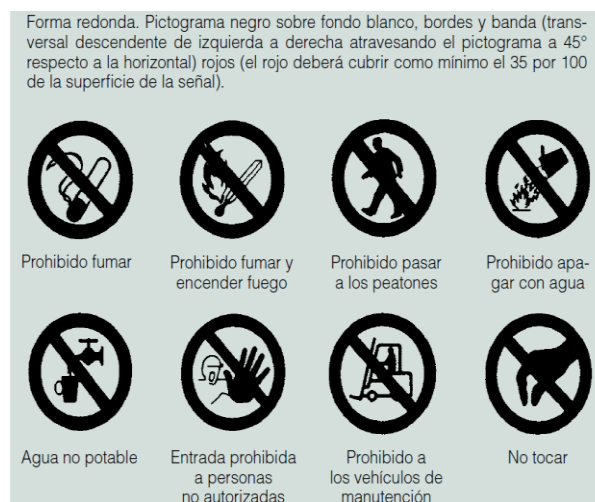 Forma redonda. Pictograma negro sobre fondo blanco, bordes y banda (trans-
versal descendente de izquierda a derecha atravesando el pictograma a 45°
respecto a la horizontal) rojos (el rojo deberá cubrir como mínimo el 35 por 100
de la superficie de la señal).
Prohibido fumar
Prohibido fumar y
encender fuego
Prohibido pasar
a los peatones
Prohibido apa-
gar con agua
Agua no potable
Entrada prohibida
a personas
no autorizadas
Prohibido a
los vehículos de
manutención
No tocar